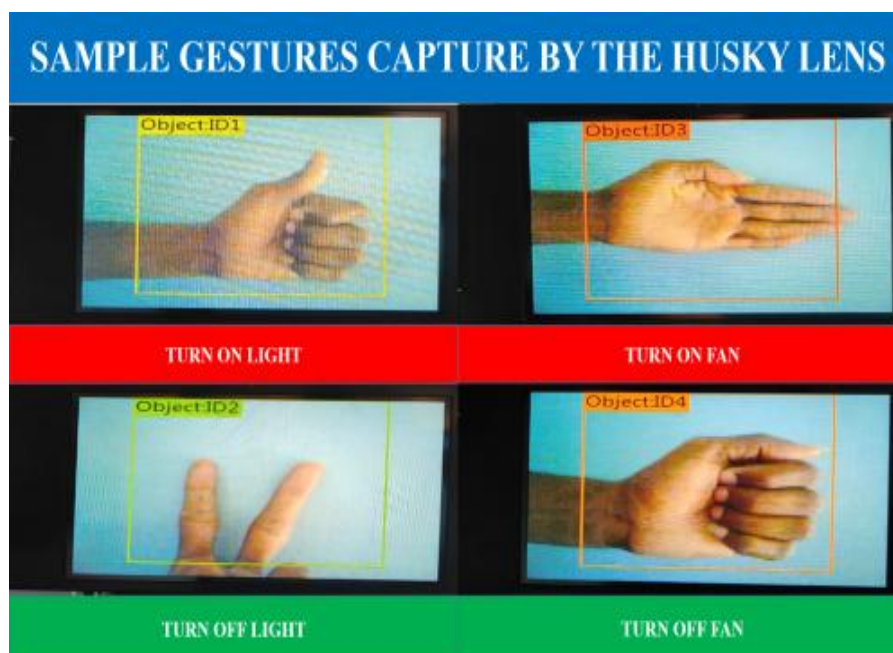 SAMPLE GESTURES CAPTURE BY THE HUSKY LENS
Object:ID1
Object:ID3
TURN ON LIGHT
TURN ON FAN
Object:ID2
Object:ID4
TURN OFF LIGHT
TURN OFF FAN